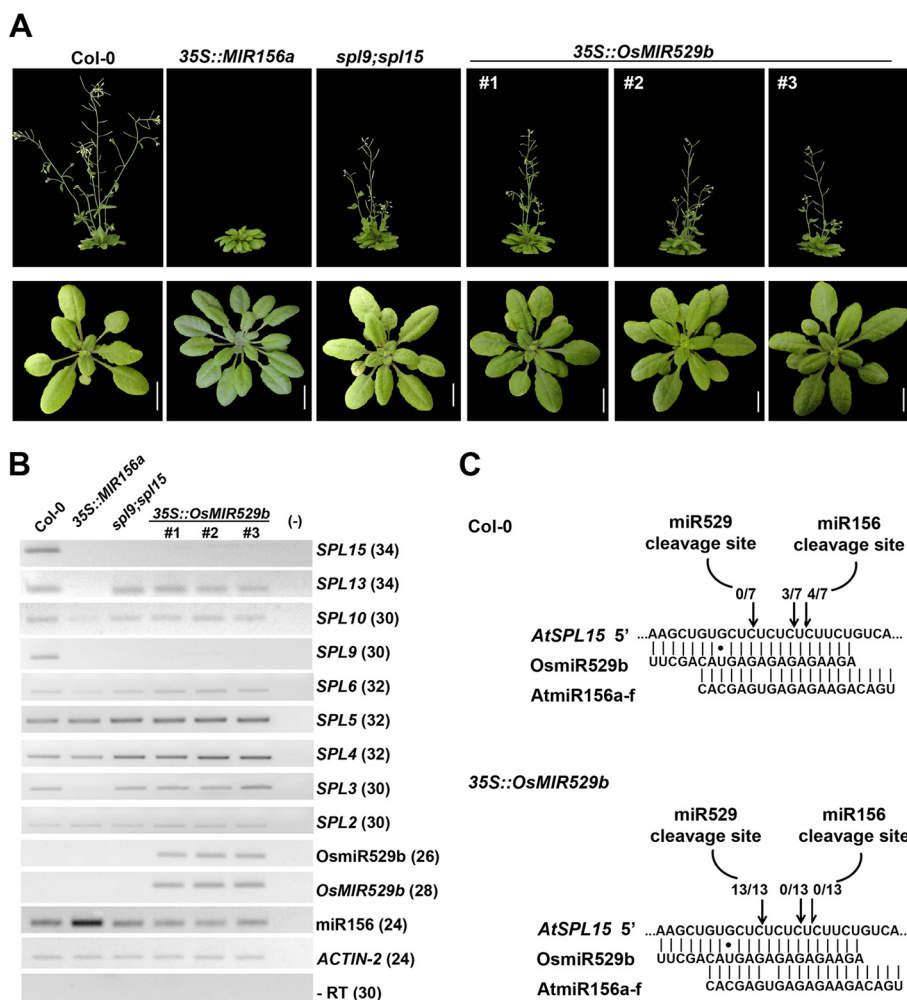 A
Col-0
35S::MIR156a
spl9;spl15
35S::OsMIR529b
#1
#2
#3
B
Col-0
35S::MIR156a
spl9;spl15
35S::OsMIR529b
#1
#2
#3
(-)
SPL15 (34)
SPL13 (34)
SPL10 (30)
SPL9 (30)
SPL6 (32)
SPL5 (32)
SPL4 (32)
SPL3 (30)
SPL2 (30)
OsmiR529b (26)
OsMIR529b (28)
miR156 (24)
ACTIN-2 (24)
- RT (30)
C
Col-0
miR529
cleavage site
miR156
cleavage site
0/7
3/7
4/7
AtSPL15 5’ ...AAGCUGUGCUCUCUCUCUUCUGUCA...
OsmiR529b UUCGACAUGAGAGAGAGAAGA
AtmiR156a-f CACGAGUGAGAGAAGACAGU
35S::OsMIR529b
miR529
cleavage site
miR156
cleavage site
13/13
0/13
0/13
AtSPL15 5’ ...AAGCUGUGCUCUCUCUCUUCUGUCA...
OsmiR529b UUCGACAUGAGAGAGAGAAGA
AtmiR156a-f CACGAGUGAGAGAAGACAGU